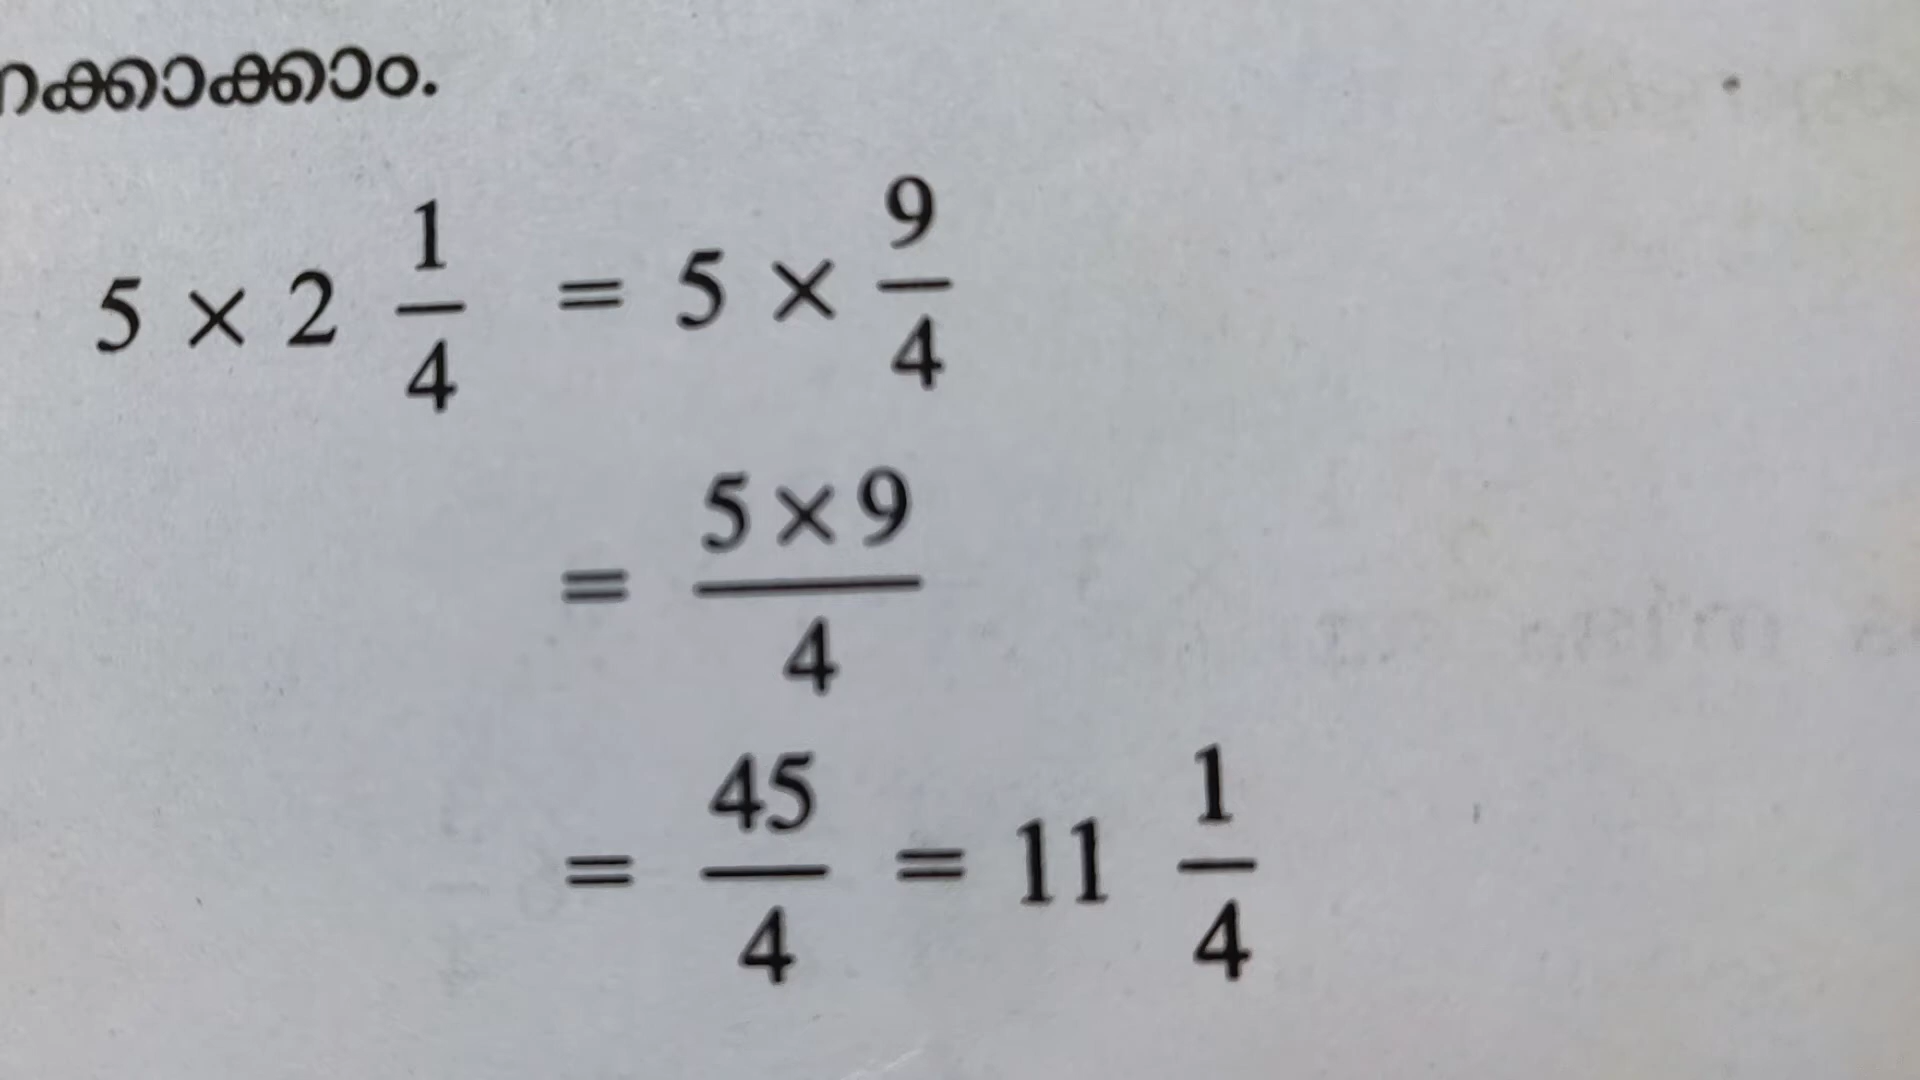 5 × 2 1/4 = 5 × 9/4
= 5×9/4
= 45/4 = 11 1/4